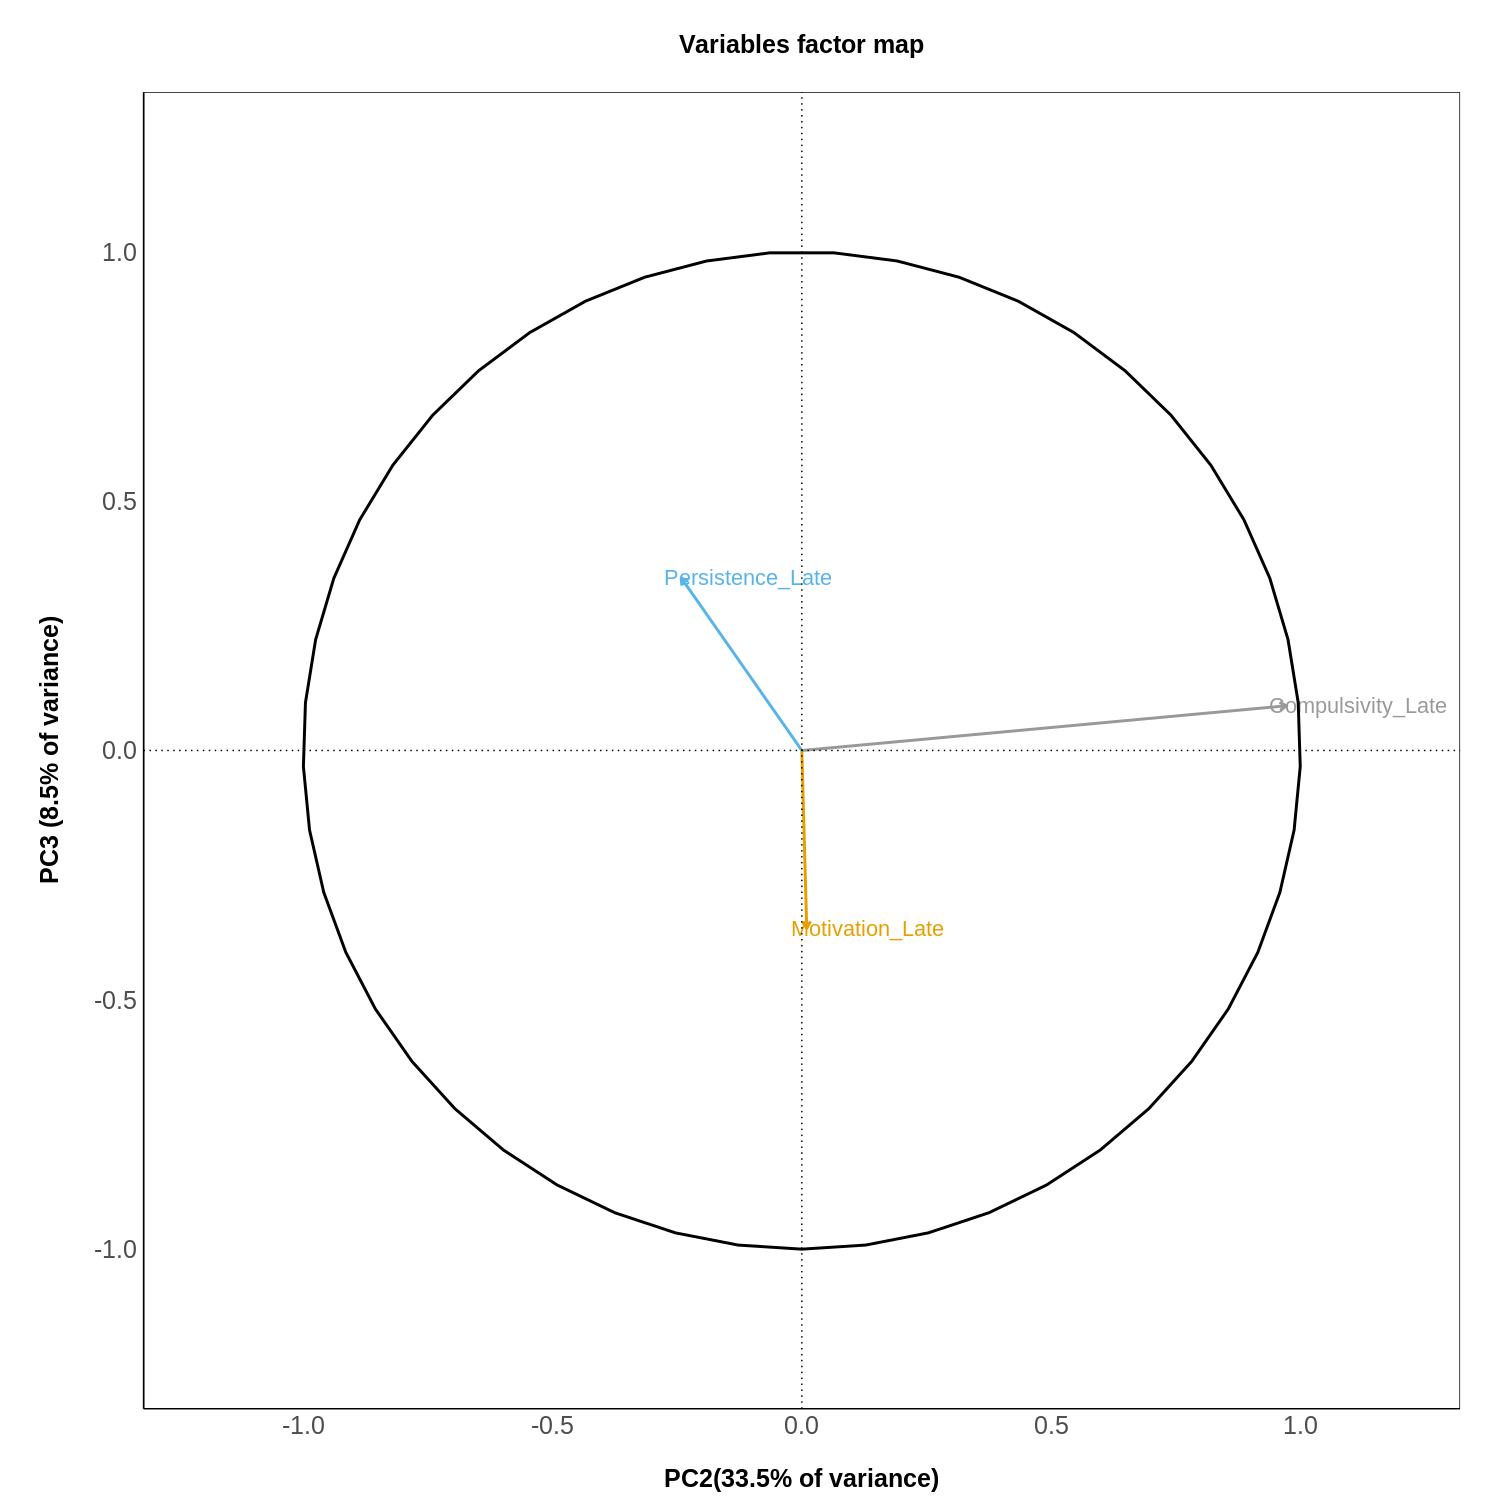 Variables factor map
PC3 (8.5% of variance)
1.0
0.5
0.0
-0.5
-1.0
Persistence_Late
Compulsivity_Late
Motivation_Late
-1.0
-0.5
0.0
0.5
1.0
PC2(33.5% of variance)